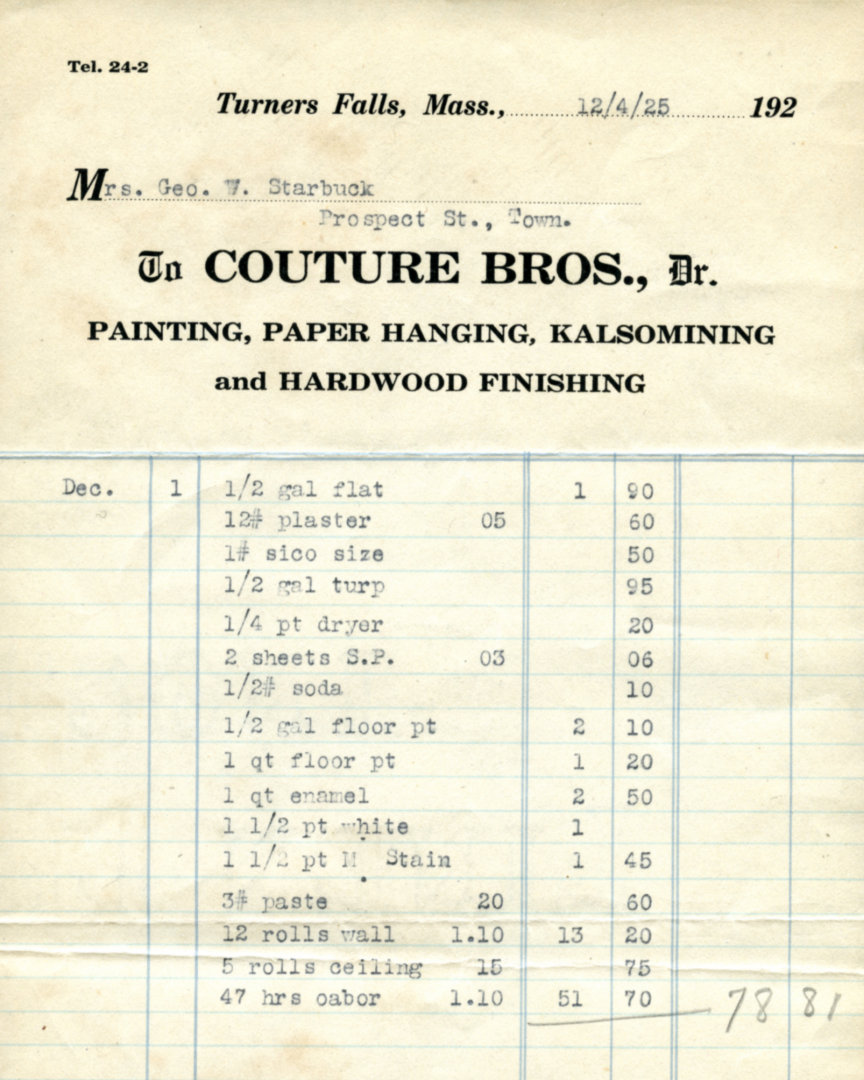 Tel. 24-2
Turners Falls, Mass., 12/4/25 192
Mrs. Geo. W. Starbuck
Prospect St., Town.
To COUTURE BROS., Dr.
PAINTING, PAPER HANGING, KALSOMINING
and HARDWOOD FINISHING
Dec. 1 1/2 gal flat 1 90
12# plaster 05 60
1# sico size 50
1/2 gal turp 95
1/4 pt dryer 20
2 sheets S.P. 03 06
1/2# soda 10
1/2 gal floor pt 2 10
1 qt floor pt 1 20
1 qt enamel 2 50
1 1/2 pt white 1
1 1/2 pt M Stain 1 45
3# paste 20 60
12 rolls wall 1.10 13 20
5 rolls ceiling 15 75
47 hrs oabor 1.10 51 70 78 81